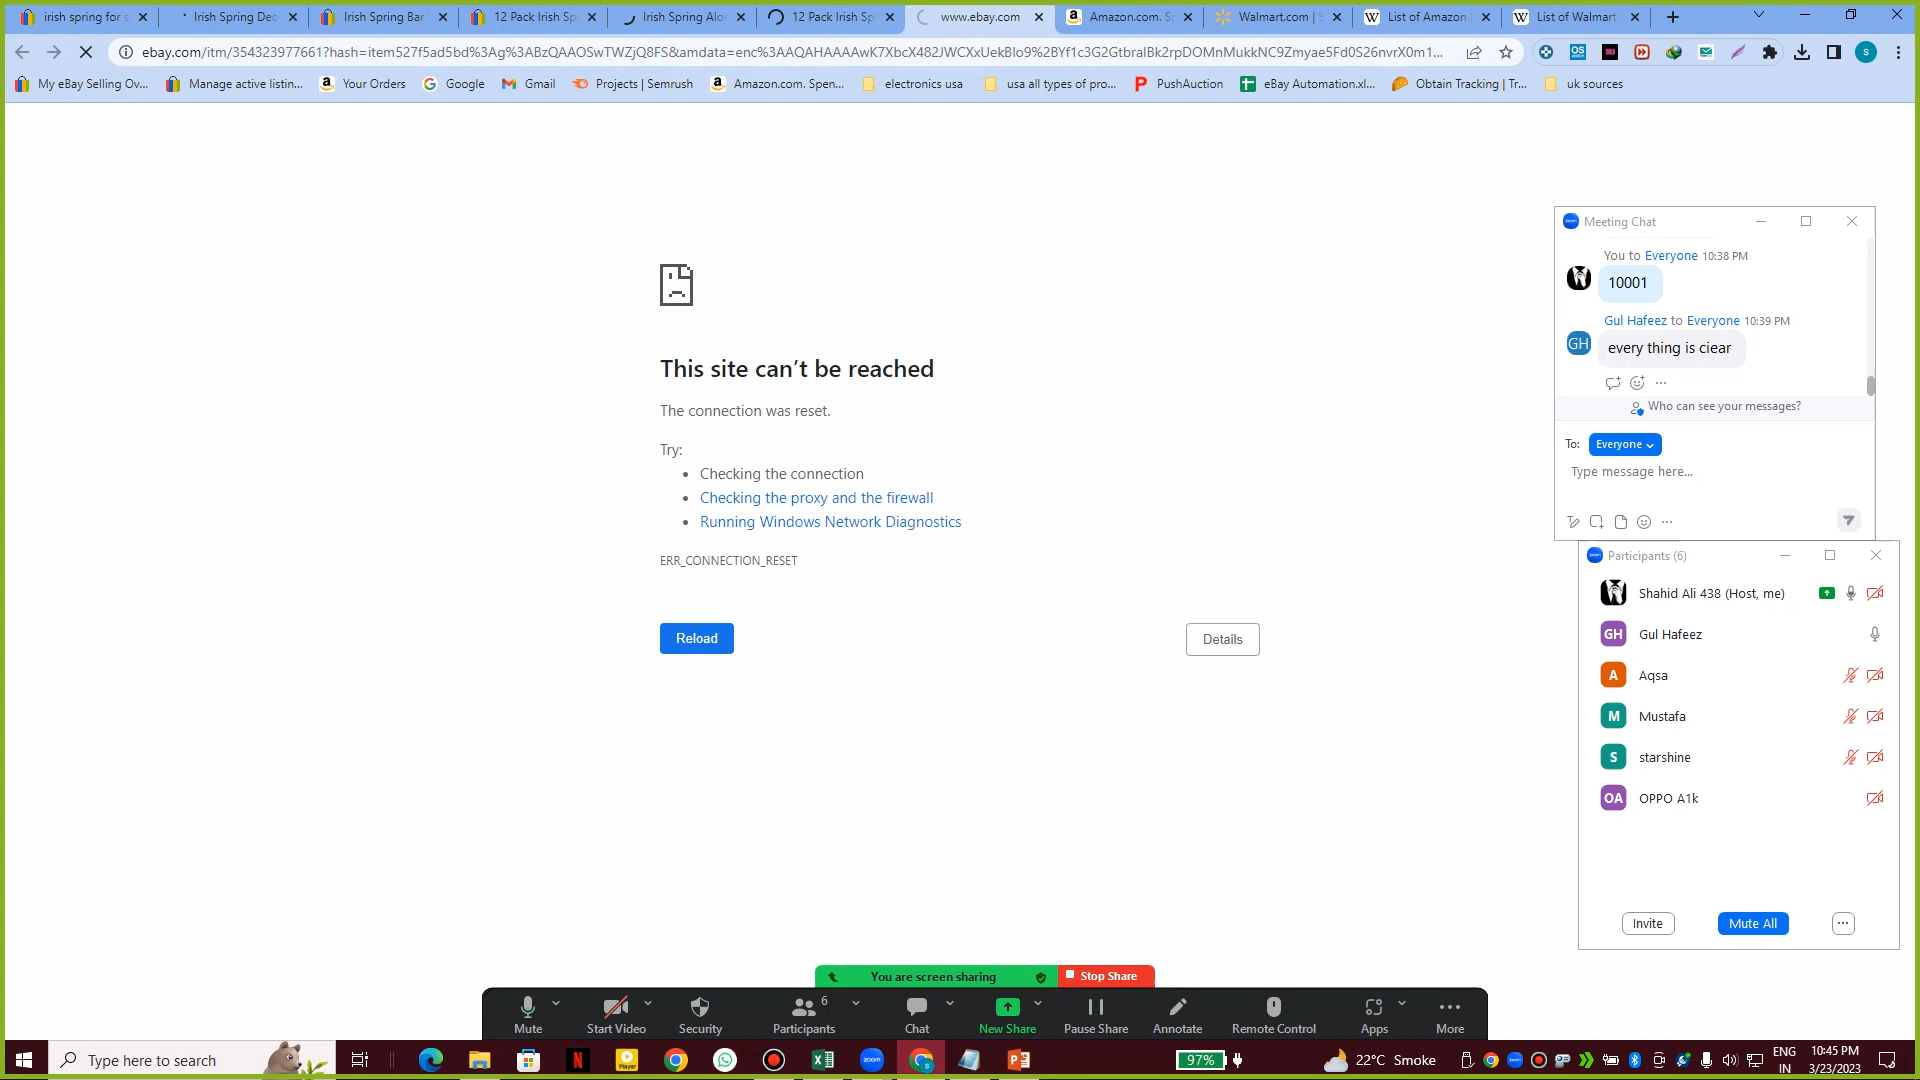 irish spring for s
Irish Spring Deo
Irish Spring Bar
12 Pack Irish Sp
Irish Spring Aloe
12 Pack Irish Sp
www.ebay.com
Amazon.com. S
Walmart.com | S
List of Amazon
List of Walmart
ebay.com/itm/354323977661?hash=item527f5ad5bd%3Ag%3ABzQAAOSwTWZjQ8FS&amdata=enc%3AAQAHAAAAwK7XbcX482JWCXxUekBlo9%2BYf1c3G2GtbralBk2rpDOMnMukkNC9Zmyae5Fd0S26nvrX0m1...
My eBay Selling Ov...
Manage active listin...
Your Orders
Google
Gmail
Projects | Semrush
Amazon.com. Spen...
electronics usa
usa all types of pro...
PushAuction
eBay Automation.xl...
Obtain Tracking | Tr...
uk sources
This site can't be reached
The connection was reset.
Try:
Checking the connection
Checking the proxy and the firewall
Running Windows Network Diagnostics
ERR_CONNECTION_RESET
Reload
Details
Meeting Chat
You to Everyone 10:38 PM
10001
Gul Hafeez to Everyone 10:39 PM
GH
every thing is ciear
Who can see your messages?
To: Everyone
Type message here...
Participants (6)
Shahid Ali 438 (Host, me)
GH Gul Hafeez
A Aqsa
M Mustafa
S starshine
OA OPPO A1k
Invite
Mute All
You are screen sharing
Stop Share
Mute
Start Video
Security
6
Participants
Chat
New Share
Pause Share
Annotate
Remote Control
Apps
More
Type here to search
97%
22°C Smoke
ENG
IN
10:45 PM
3/23/2023